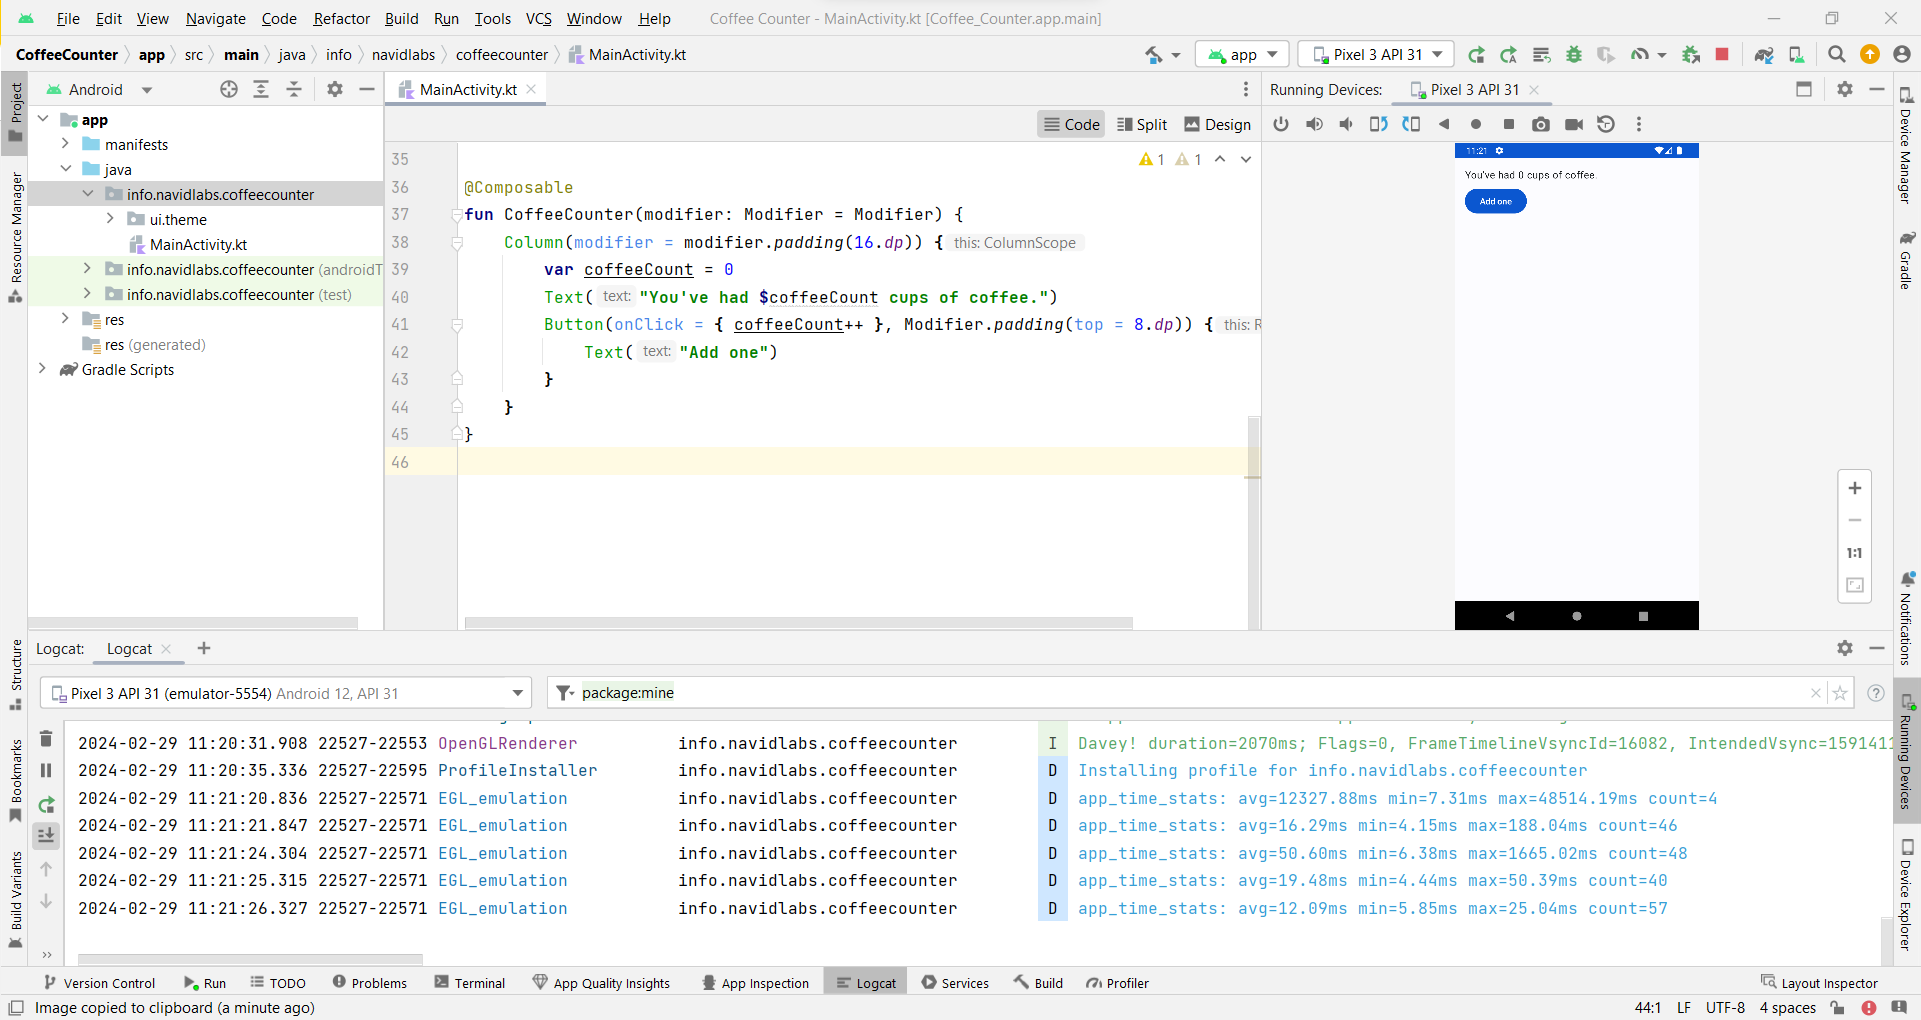 File Edit View Navigate Code Refactor Build Run Tools VCS Window Help Coffee Counter - MainActivity.kt [Coffee_Counter.app.main]
CoffeeCounter app src main java info navidlabs coffeecounter MainActivity.kt app Pixel 3 API 31
Project
Resource Manager
Structure
Bookmarks
Build Variants
Android
app
manifests
java
info.navidlabs.coffeecounter
ui.theme
MainActivity.kt
info.navidlabs.coffeecounter (androidT
info.navidlabs.coffeecounter (test)
res
res (generated)
Gradle Scripts
MainActivity.kt
Code Split Design
1 1
35
36 @Composable
37 fun CoffeeCounter(modifier: Modifier = Modifier) {
38 Column(modifier = modifier.padding(16.dp)) { this: ColumnScope
39 var coffeeCount = 0
40 Text( text: "You've had $coffeeCount cups of coffee.")
41 Button(onClick = { coffeeCount++ }, Modifier.padding(top = 8.dp)) { this: R
42 Text( text: "Add one")
43 }
44 }
45 }
46
Running Devices: Pixel 3 API 31
11:21
You've had 0 cups of coffee.
Add one
1:1
Device Manager
Gradle
Notifications
Running Devices
Device Explorer
Logcat: Logcat
Pixel 3 API 31 (emulator-5554) Android 12, API 31 package:mine
2024-02-29 11:20:31.908 22527-22553 OpenGLRenderer info.navidlabs.coffeecounter I Davey! duration=2070ms; Flags=0, FrameTimelineVsyncId=16082, IntendedVsync=1591411
2024-02-29 11:20:35.336 22527-22595 ProfileInstaller info.navidlabs.coffeecounter D Installing profile for info.navidlabs.coffeecounter
2024-02-29 11:21:20.836 22527-22571 EGL_emulation info.navidlabs.coffeecounter D app_time_stats: avg=12327.88ms min=7.31ms max=48514.19ms count=4
2024-02-29 11:21:21.847 22527-22571 EGL_emulation info.navidlabs.coffeecounter D app_time_stats: avg=16.29ms min=4.15ms max=188.04ms count=46
2024-02-29 11:21:24.304 22527-22571 EGL_emulation info.navidlabs.coffeecounter D app_time_stats: avg=50.60ms min=6.38ms max=1665.02ms count=48
2024-02-29 11:21:25.315 22527-22571 EGL_emulation info.navidlabs.coffeecounter D app_time_stats: avg=19.48ms min=4.44ms max=50.39ms count=40
2024-02-29 11:21:26.327 22527-22571 EGL_emulation info.navidlabs.coffeecounter D app_time_stats: avg=12.09ms min=5.85ms max=25.04ms count=57
Version Control Run TODO Problems Terminal App Quality Insights App Inspection Logcat Services Build Profiler Layout Inspector
Image copied to clipboard (a minute ago) 44:1 LF UTF-8 4 spaces